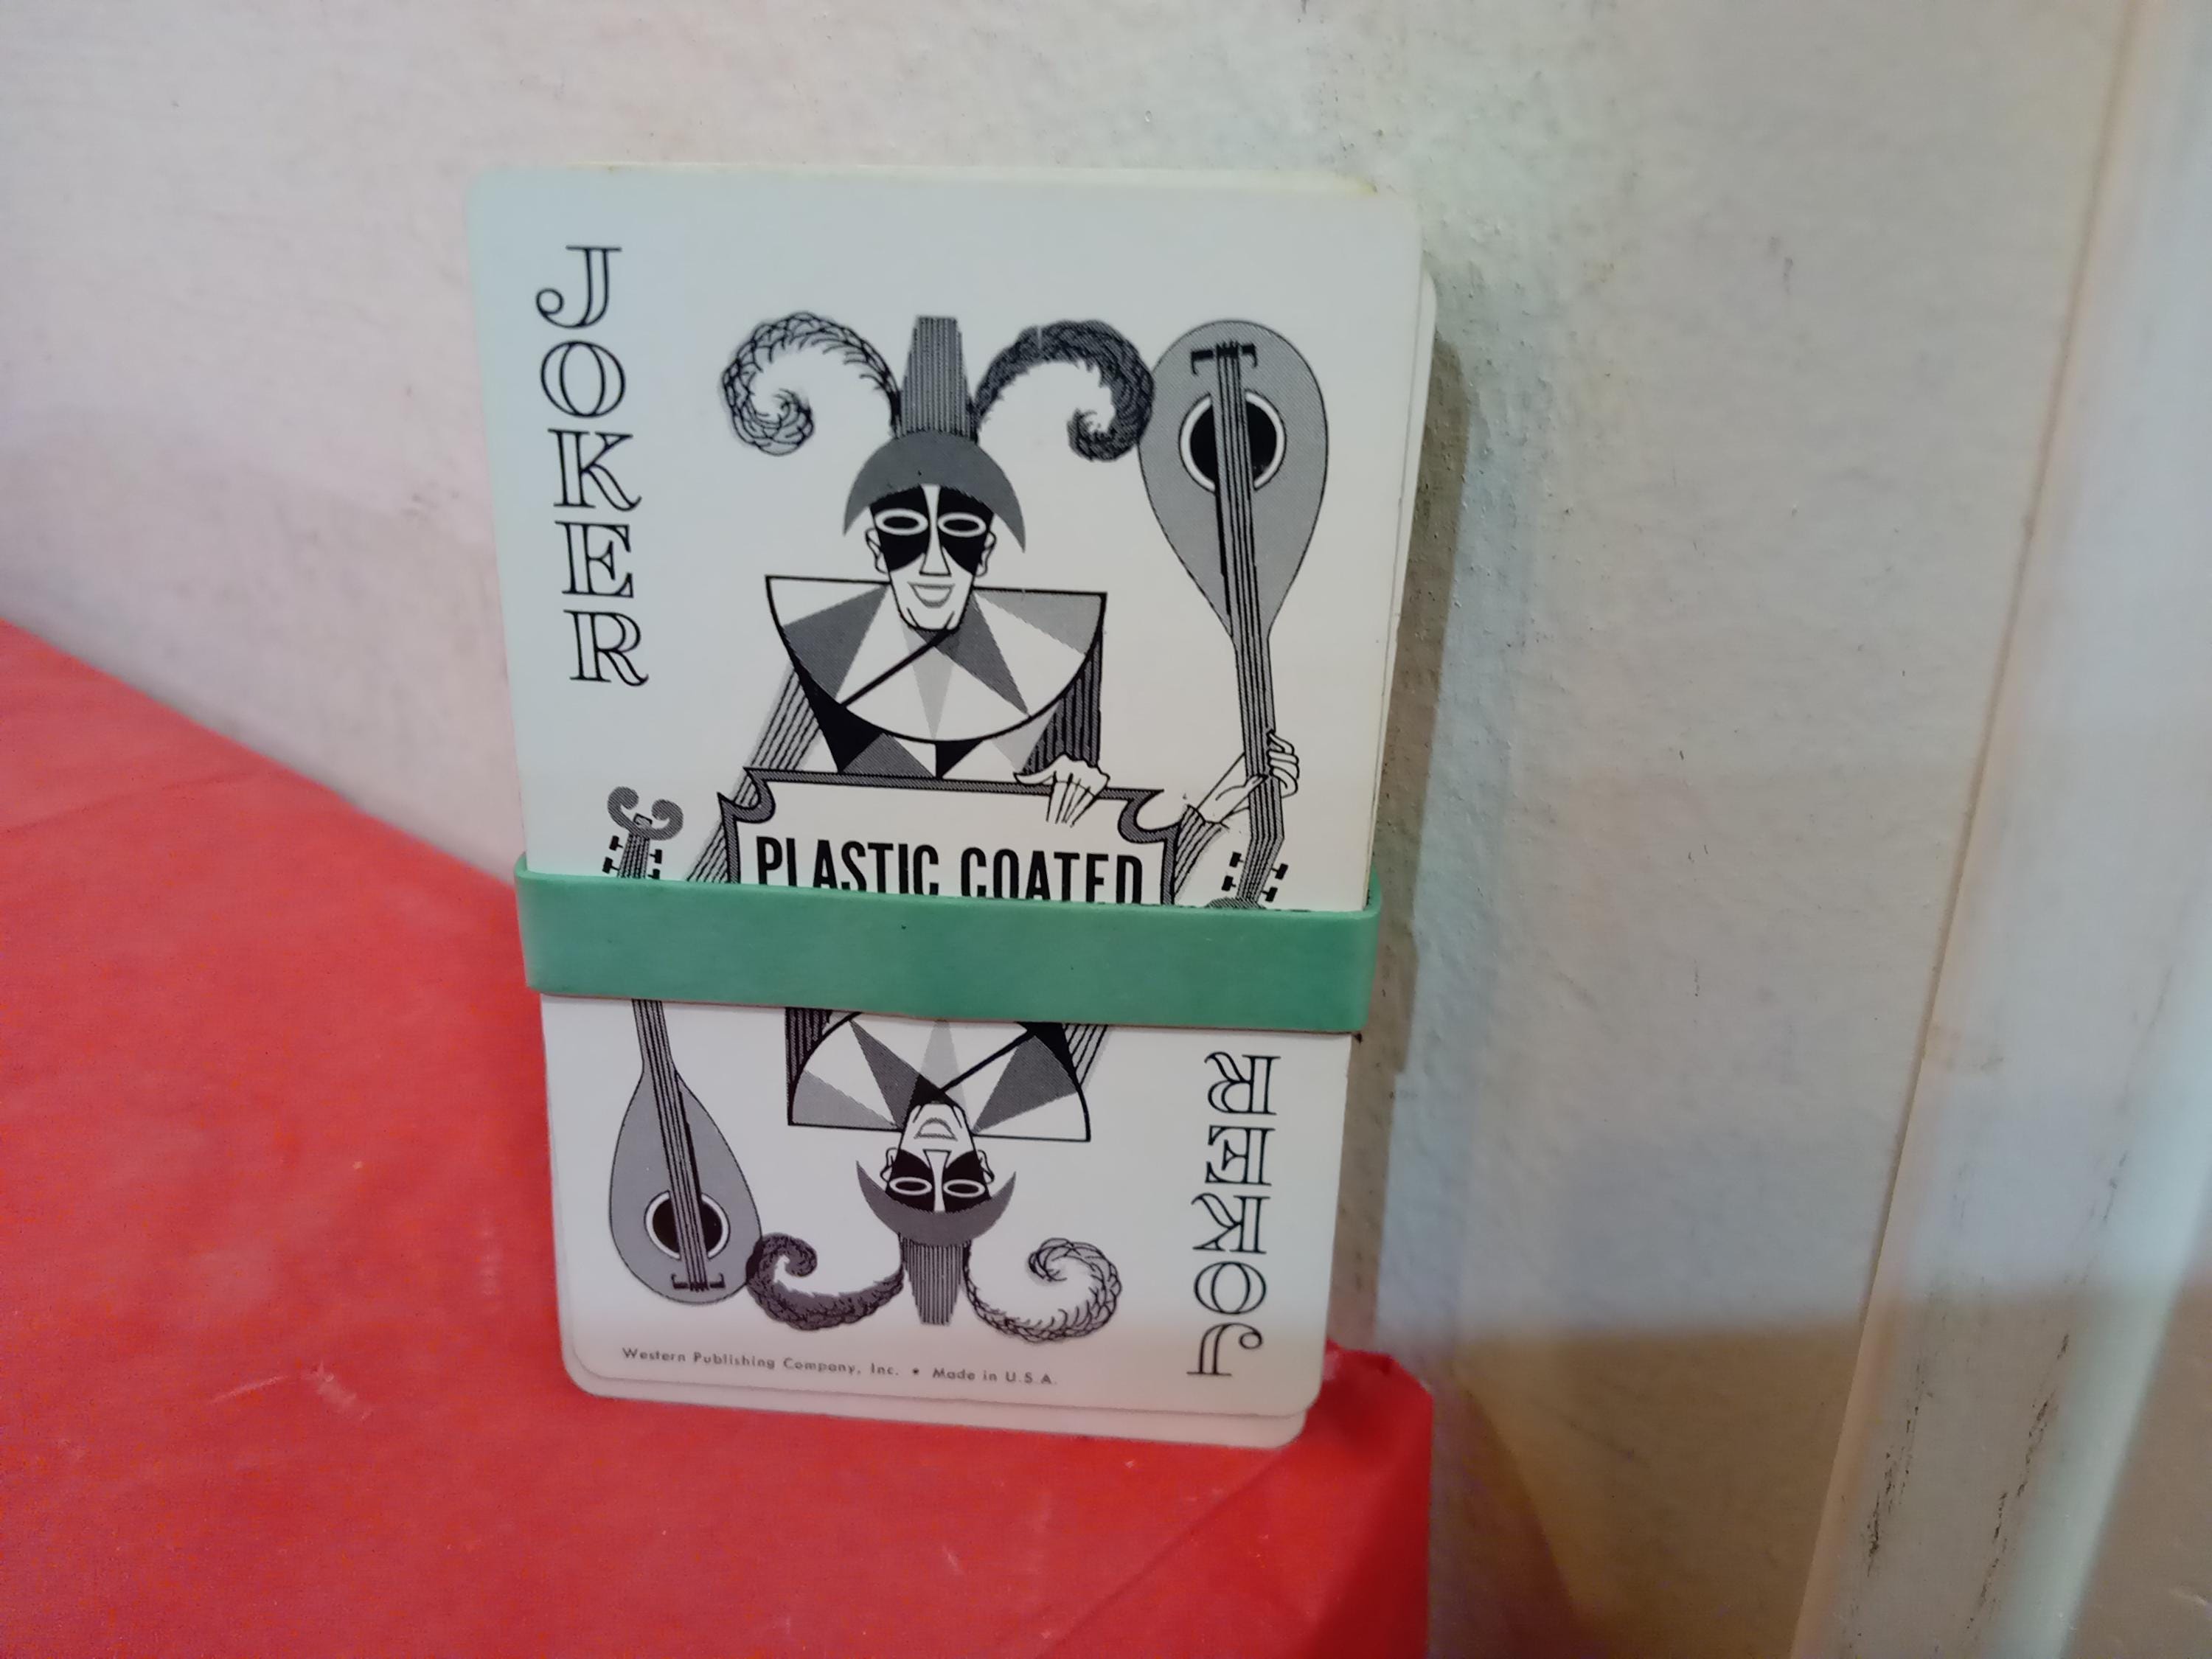 JOKER
PLASTIC COATED
JOKER
Western Publishing Company, Inc. • Made in U.S.A.